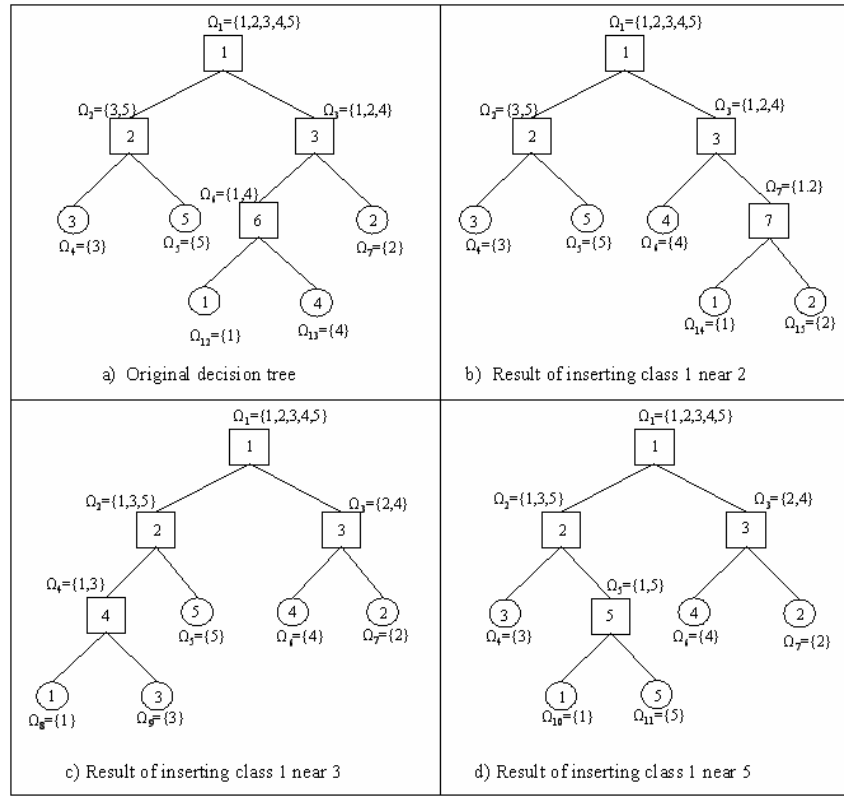 Ω1={1,2,3,4,5}
1
Ω2={3,5}
Ω3={1,2,4}
2
3
Ω6={1,4}
3
5
6
2
Ω4={3}
Ω5={5}
Ω7={2}
1
4
Ω12={1}
Ω13={4}
a) Original decision tree
Ω1={1,2,3,4,5}
1
Ω2={3,5}
Ω3={1,2,4}
2
3
Ω7={1.2}
3
5
4
7
Ω4={3}
Ω5={5}
Ω6={4}
1
2
Ω14={1}
Ω15={2}
b) Result of inserting class 1 near 2
Ω1={1,2,3,4,5}
1
Ω2={1,3,5}
Ω3={2,4}
2
3
Ω4={1,3}
4
5
4
2
Ω5={5}
Ω6={4}
Ω7={2}
1
3
Ω8={1}
Ω9={3}
c) Result of inserting class 1 near 3
Ω1={1,2,3,4,5}
1
Ω2={1,3,5}
Ω3={2,4}
2
3
Ω5={1,5}
3
5
4
2
Ω4={3}
Ω6={4}
Ω7={2}
1
5
Ω10={1}
Ω11={5}
d) Result of inserting class 1 near 5